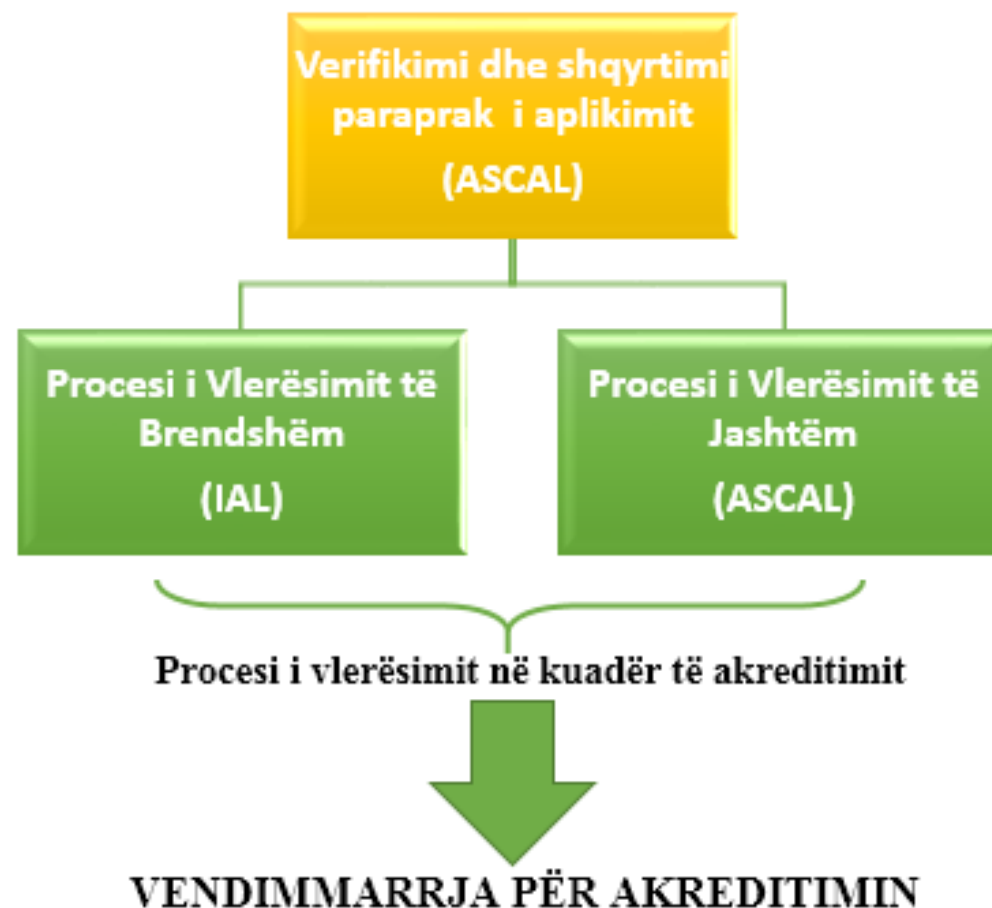 Verifikimi dhe shqyrtimi
paraprak i aplikimit
(ASCAL)
Procesi i Vlerësimit të
Brendshëm
(IAL)
Procesi i Vlerësimit të
Jashtëm
(ASCAL)
Procesi i vlerësimit në kuadër të akreditimit
VENDIMMARRJA PËR AKREDITIMIN